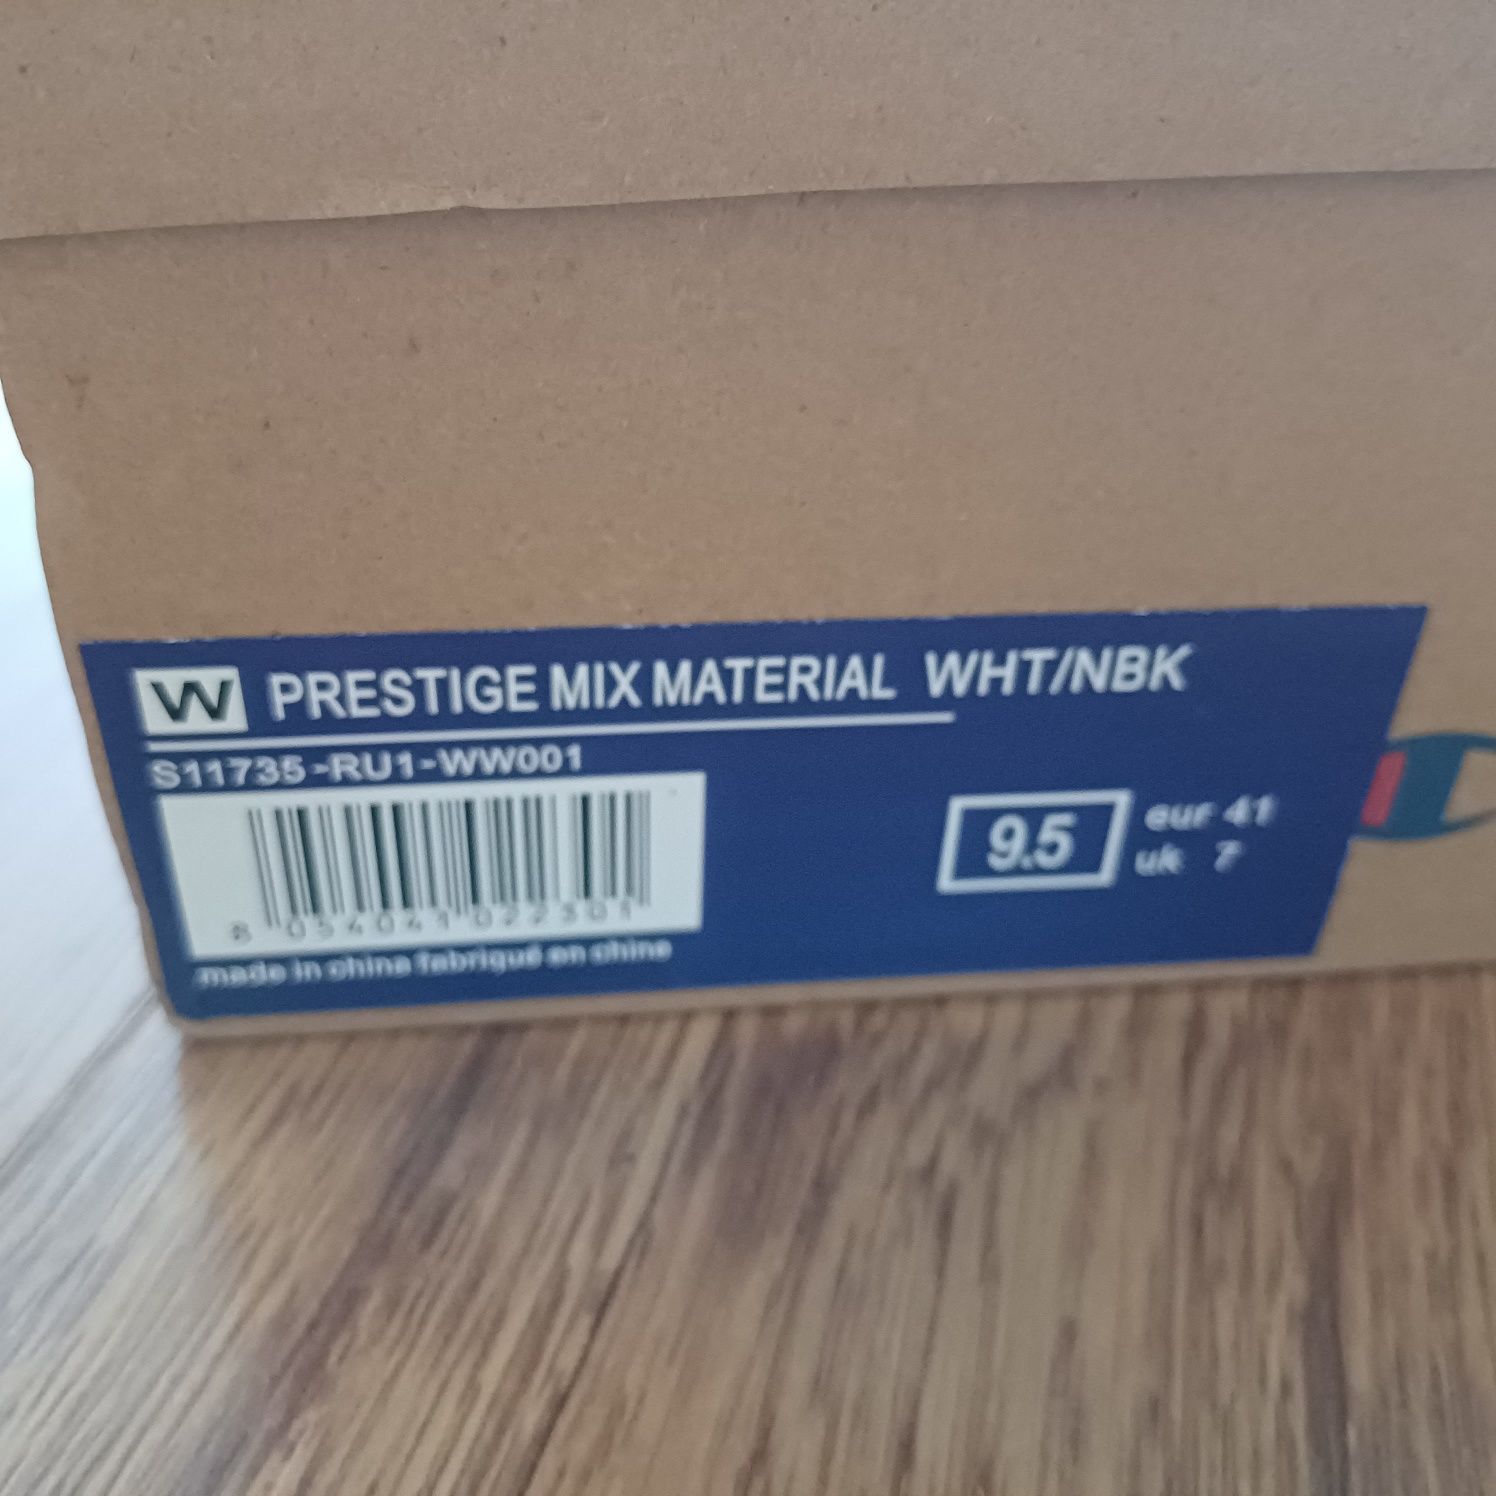 W PRESTIGE MIX MATERIAL WHT/NBK
S11735-RU1-WW001
8 054041 022301
made in china fabriqué en china
9.5
eur 41
uk 7